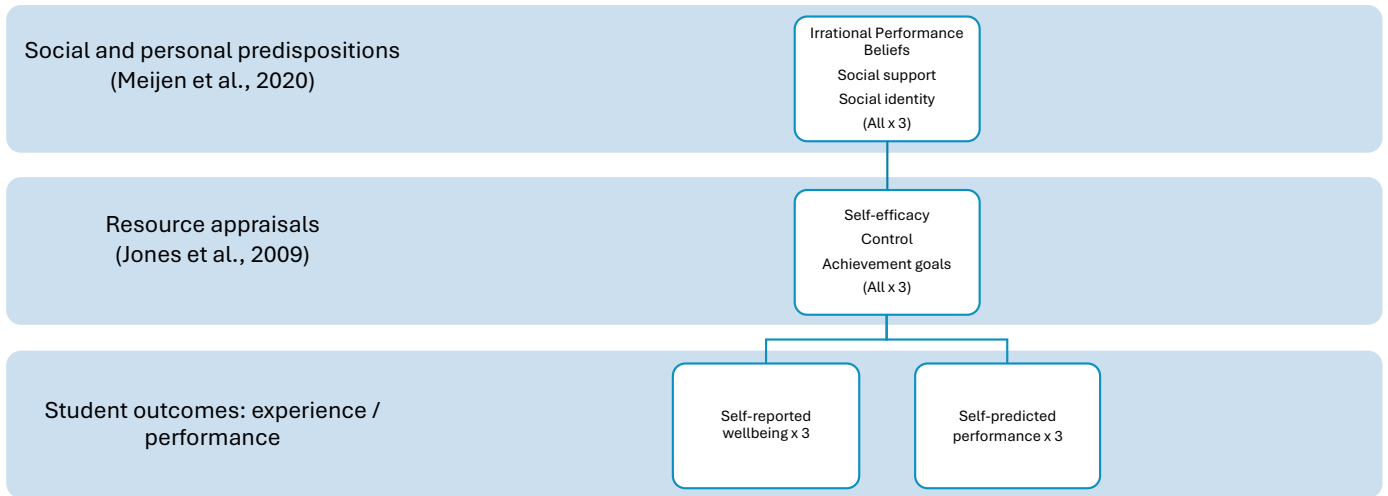 Social and personal predispositions
(Meijen et al., 2020)
Irrational Performance
Beliefs
Social support
Social identity
(All x 3)
Resource appraisals
(Jones et al., 2009)
Self-efficacy
Control
Achievement goals
(All x 3)
Student outcomes: experience /
performance
Self-reported
wellbeing x 3
Self-predicted
performance x 3